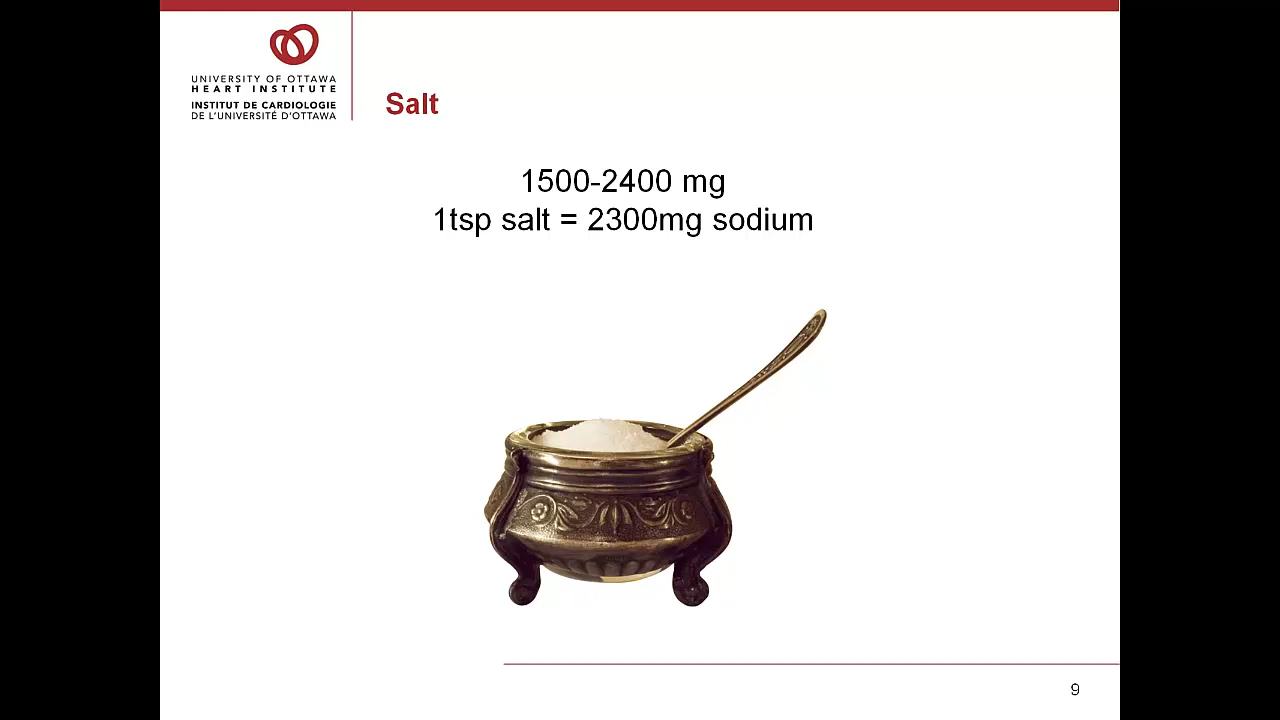 UNIVERSITY OF OTTAWA
HEART INSTITUTE
INSTITUT DE CARDIOLOGIE
DE L'UNIVERSITÉ D'OTTAWA
Salt
1500-2400 mg
1tsp salt = 2300mg sodium
9